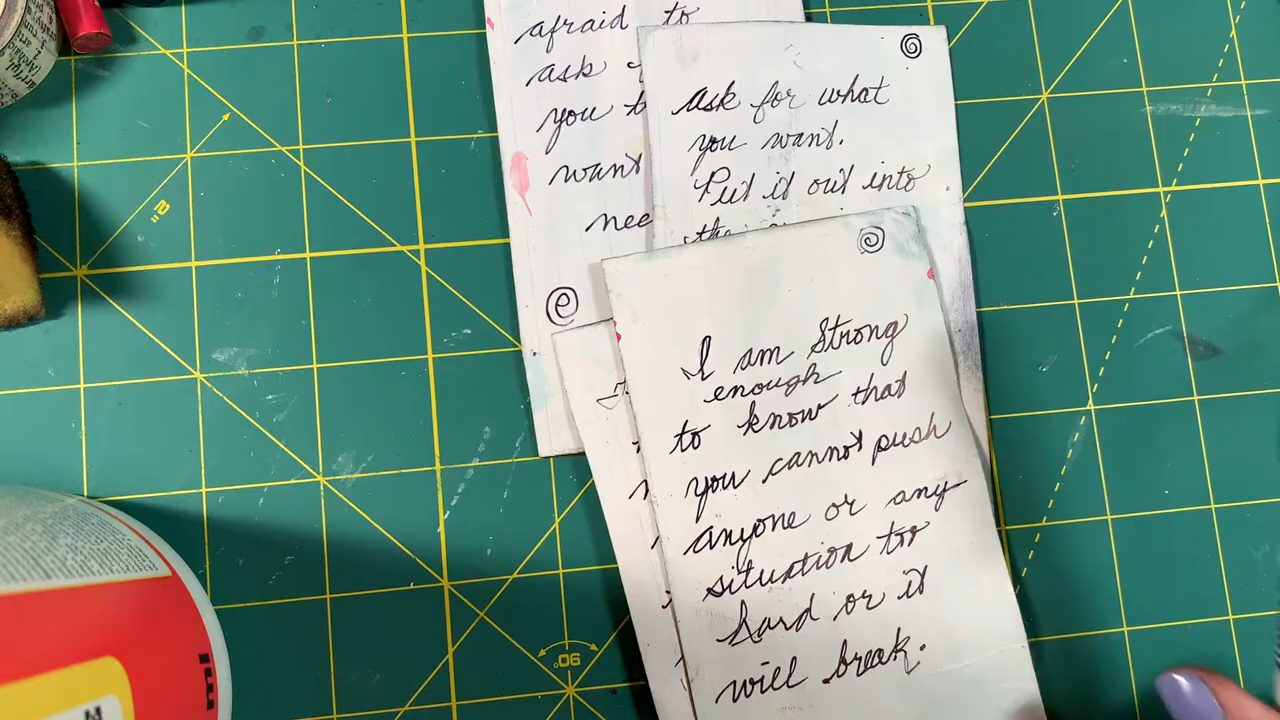 afraid to
ask
you
want
nee
ask for what
you want.
Put it out into
the
I am Strong
enough
to know that
you cannot push
anyone or any
situation too
hard or it
will break.
2"
90°